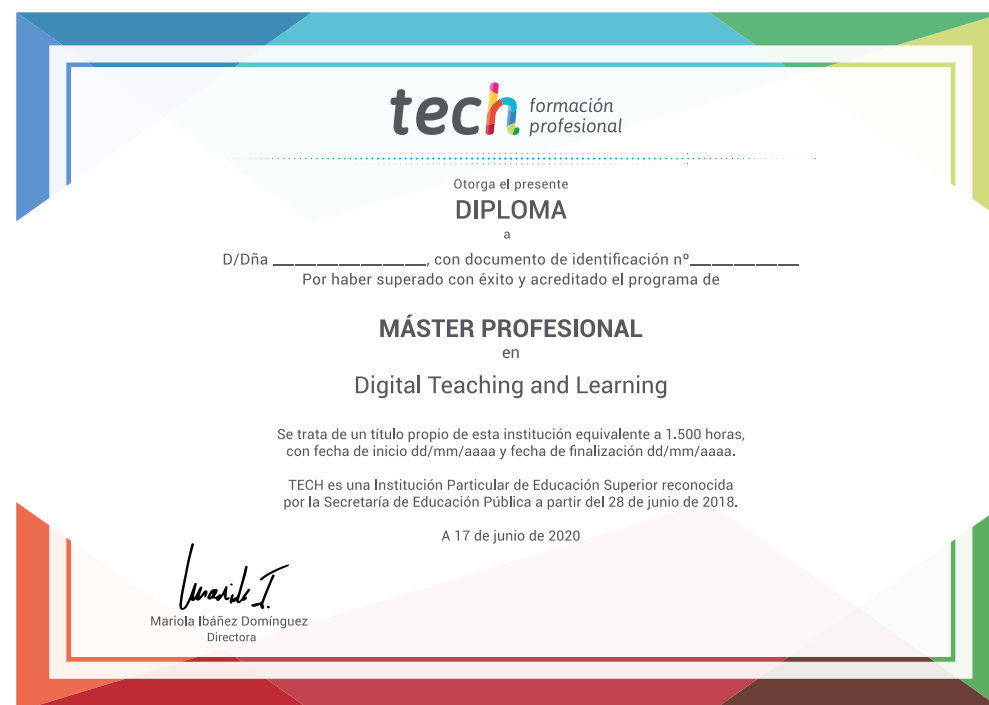 tech formación
profesional
Otorga el presente
DIPLOMA
a
D/Dña ____________________, con documento de identificación nº______________
Por haber superado con éxito y acreditado el programa de
MÁSTER PROFESIONAL
en
Digital Teaching and Learning
Se trata de un título propio de esta institución equivalente a 1.500 horas,
con fecha de inicio dd/mm/aaaa y fecha de finalización dd/mm/aaaa.
TECH es una Institución Particular de Educación Superior reconocida
por la Secretaría de Educación Pública a partir del 28 de junio de 2018.
A 17 de junio de 2020
Mariola Ibáñez Domínguez
Directora